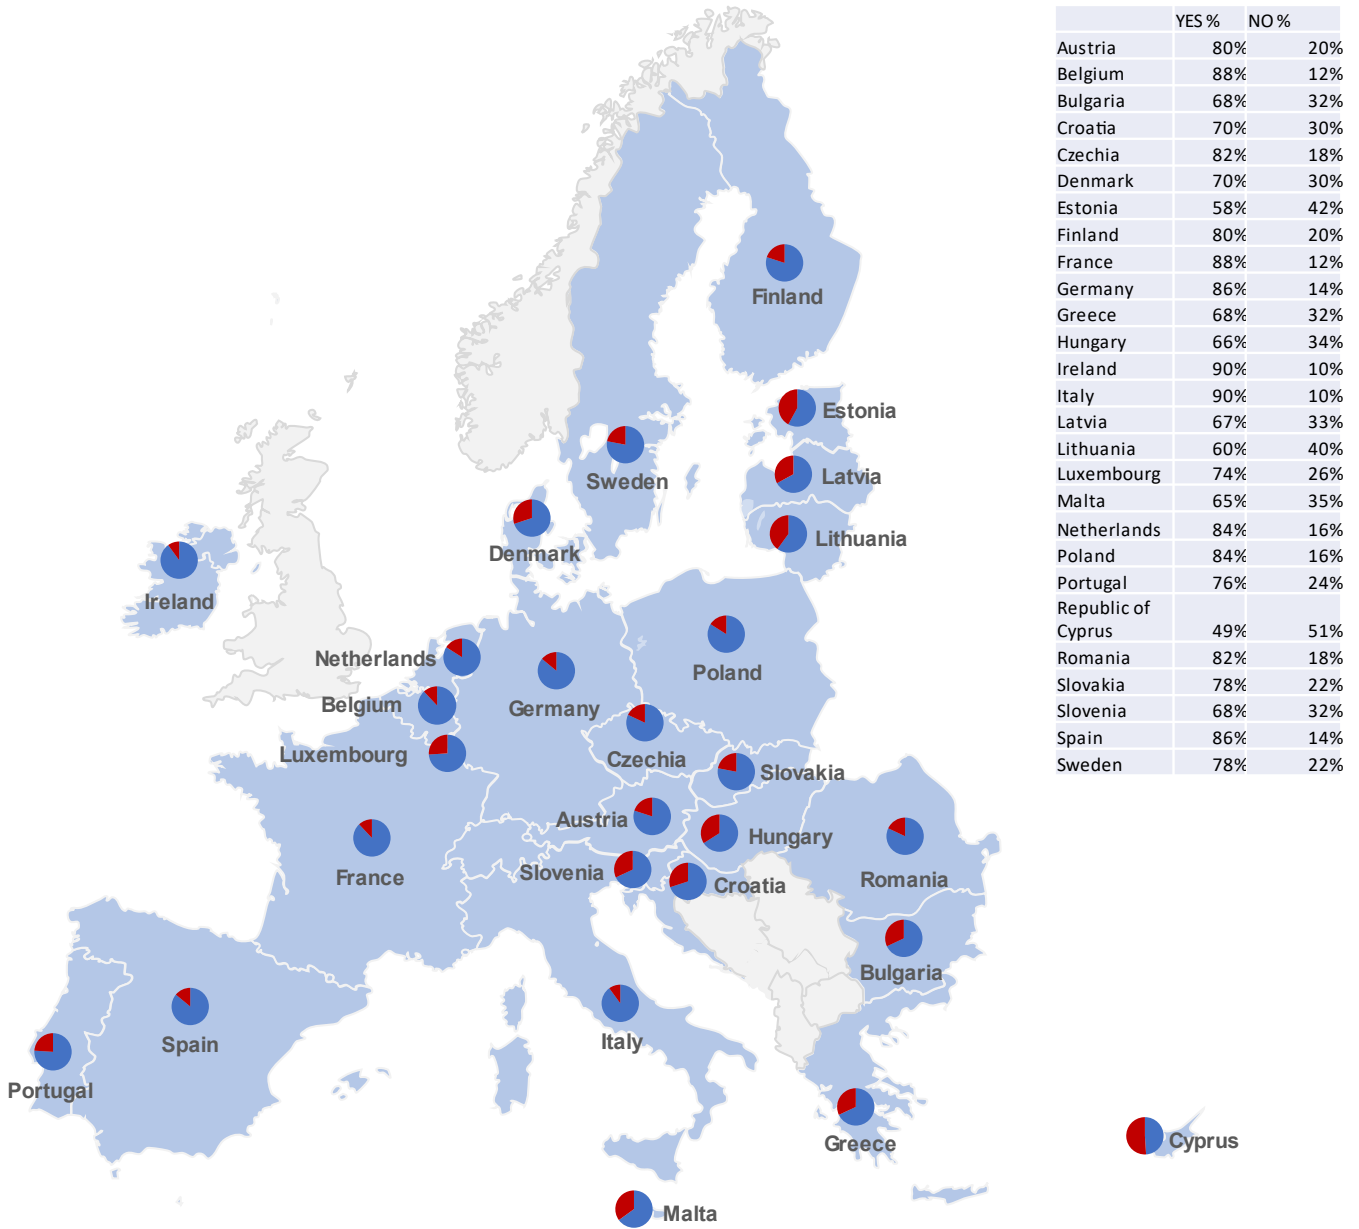 YES % NO %
Austria 80% 20%
Belgium 88% 12%
Bulgaria 68% 32%
Croatia 70% 30%
Czechia 82% 18%
Denmark 70% 30%
Estonia 58% 42%
Finland 80% 20%
France 88% 12%
Germany 86% 14%
Greece 68% 32%
Hungary 66% 34%
Ireland 90% 10%
Italy 90% 10%
Latvia 67% 33%
Lithuania 60% 40%
Luxembourg 74% 26%
Malta 65% 35%
Netherlands 84% 16%
Poland 84% 16%
Portugal 76% 24%
Republic of
Cyprus 49% 51%
Romania 82% 18%
Slovakia 78% 22%
Slovenia 68% 32%
Spain 86% 14%
Sweden 78% 22%
Finland
Estonia
Sweden
Latvia
Lithuania
Denmark
Ireland
Netherlands
Poland
Belgium
Germany
Luxembourg
Czechia
Slovakia
Austria
Hungary
France
Slovenia
Croatia
Romania
Bulgaria
Spain
Italy
Portugal
Greece
Cyprus
Malta